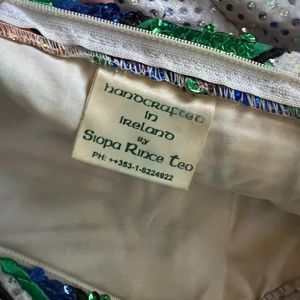 handcrafted
in
Ireland
by
Siopa Rince Teo
PH: ++353-1-8224922